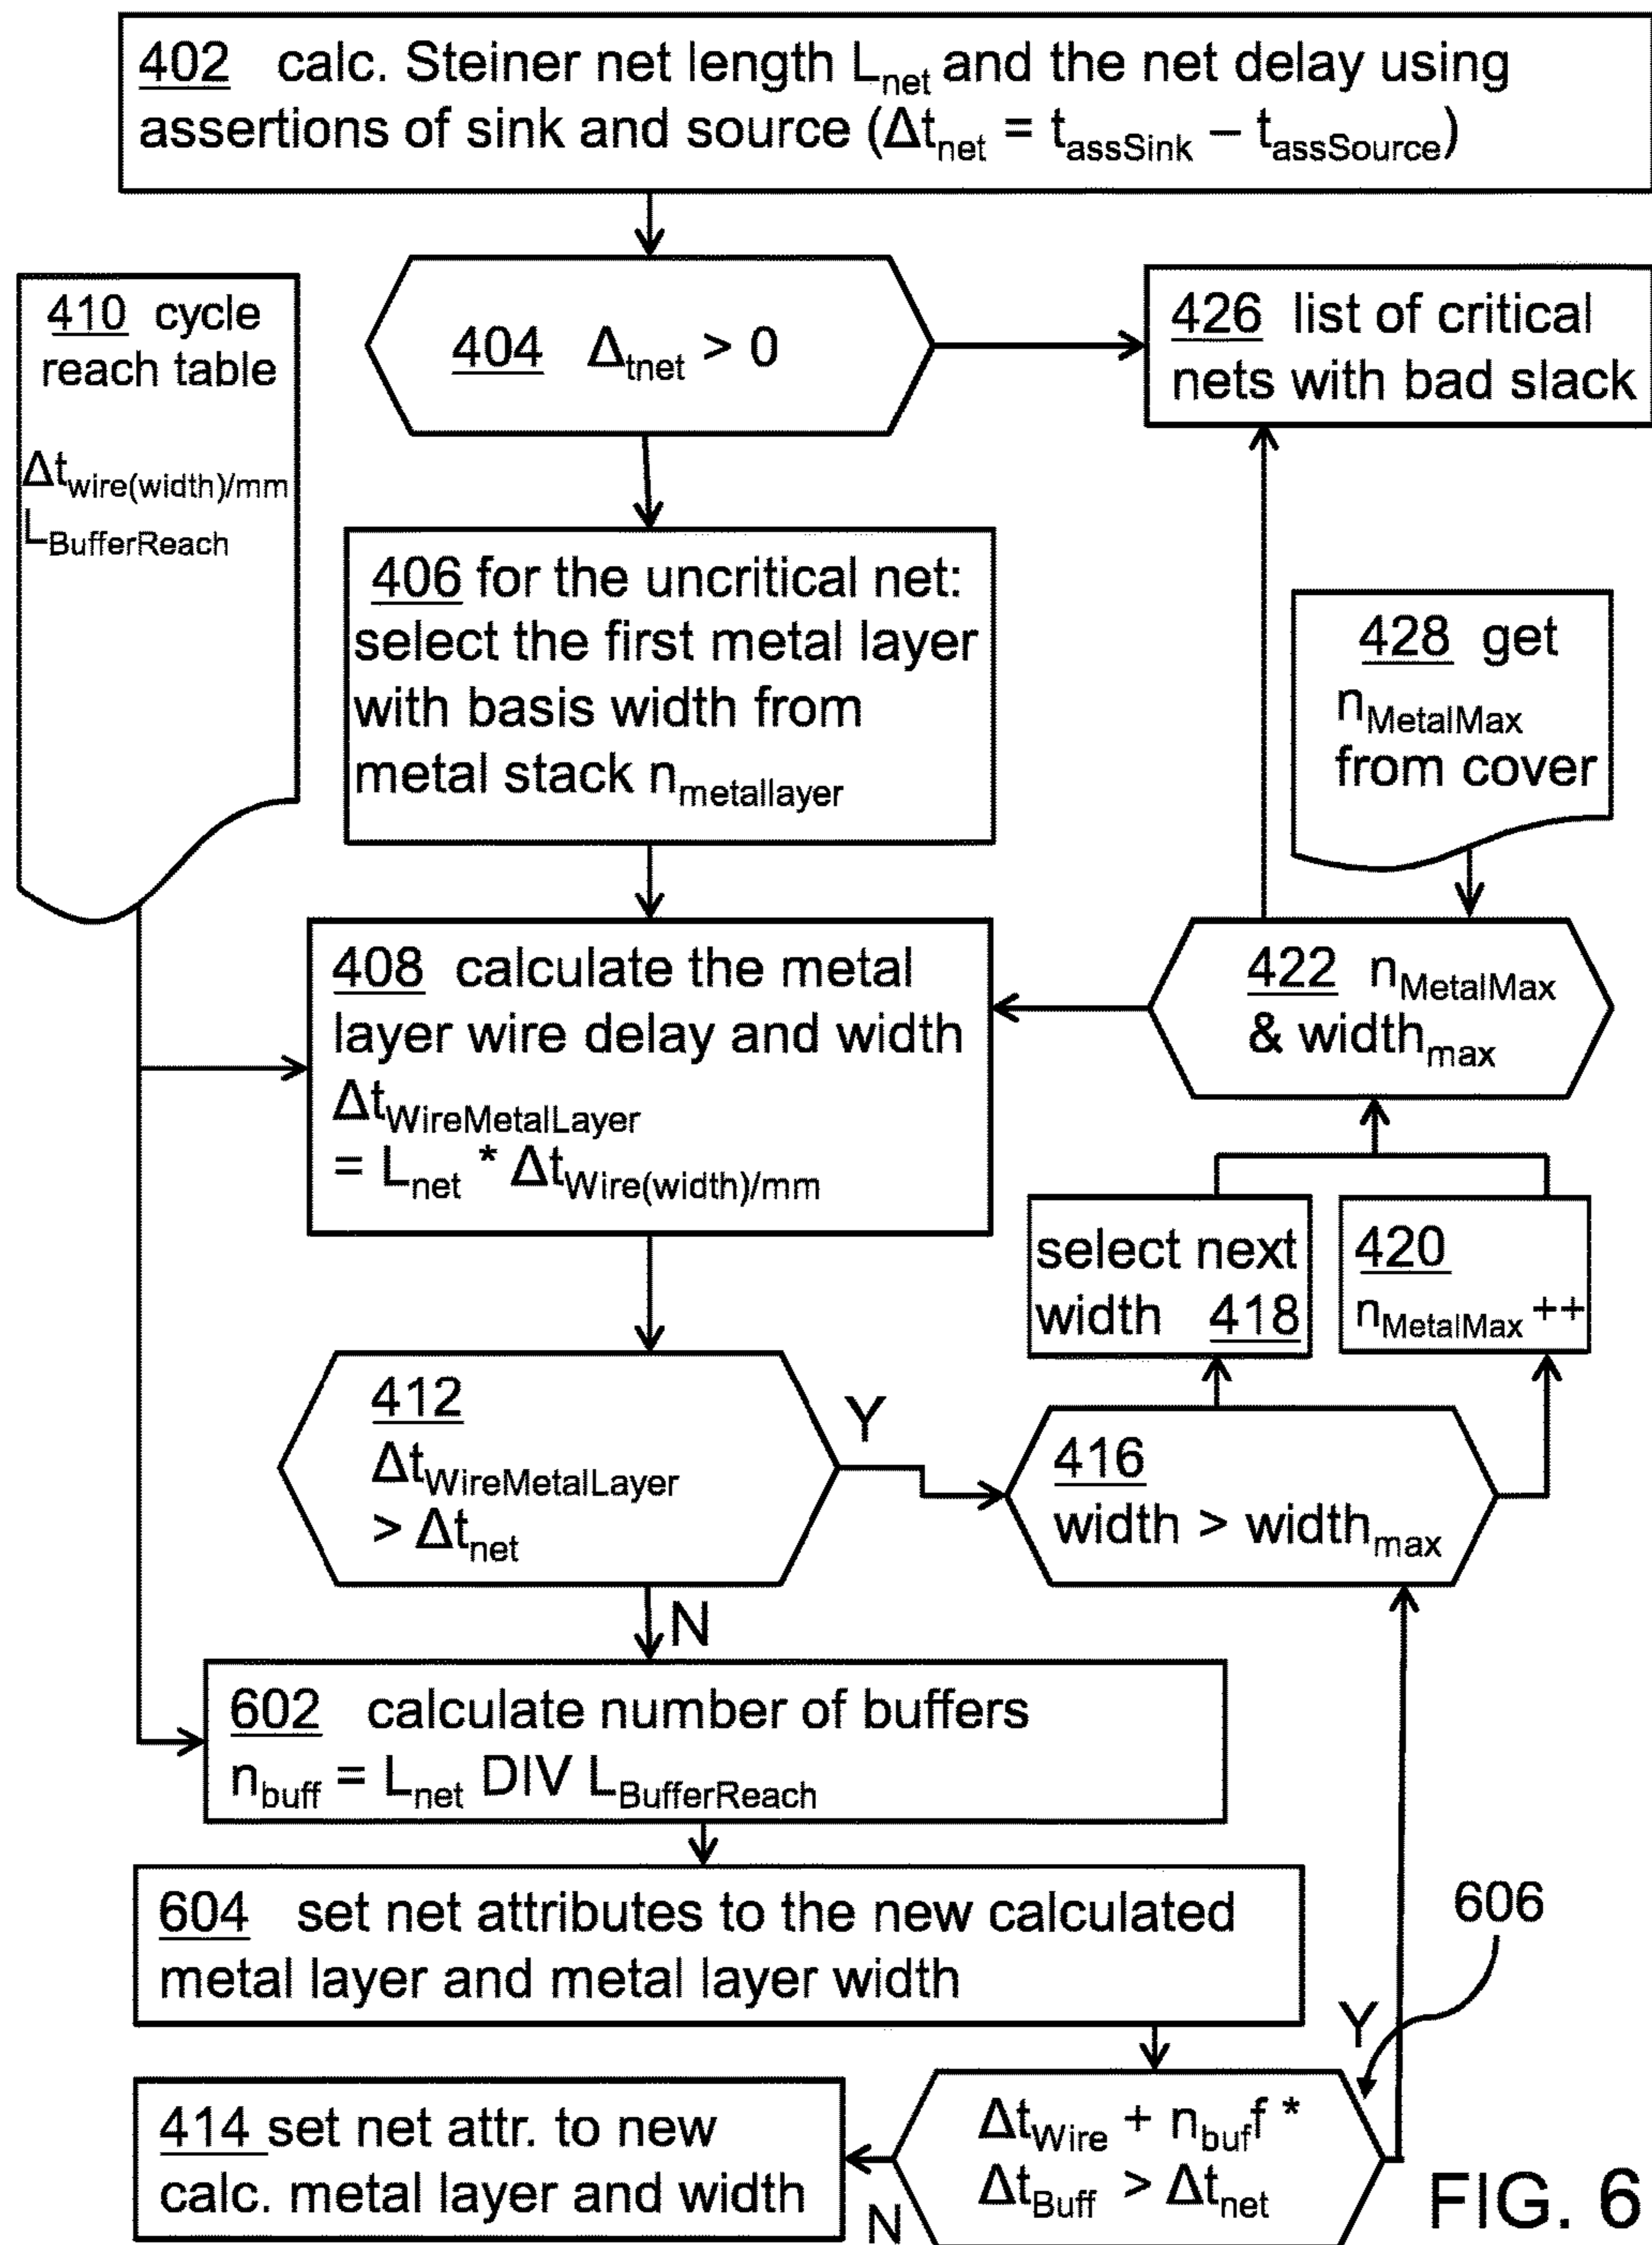 402 calc. Steiner net length Lnet and the net delay using
assertions of sink and source (Δtnet = tassSink – tassSource)
410 cycle
reach table
Δtwire(width)/mm
LBufferReach
404 Δtnet > 0
426 list of critical
nets with bad slack
406 for the uncritical net:
select the first metal layer
with basis width from
metal stack nmetallayer
428 get
nMetalMax
from cover
408 calculate the metal
layer wire delay and width
ΔtWireMetalLayer
= Lnet * ΔtWire(width)/mm
422 nMetalMax
& widthmax
select next
width 418
420
nMetalMax ++
412
ΔtWireMetalLayer
> Δtnet
Y
416
width > widthmax
N
602 calculate number of buffers
nbuff = Lnet DIV LBufferReach
604 set net attributes to the new calculated
metal layer and metal layer width
606
Y
414 set net attr. to new
calc. metal layer and width
N
ΔtWire + nbuff *
ΔtBuff > Δtnet
FIG. 6